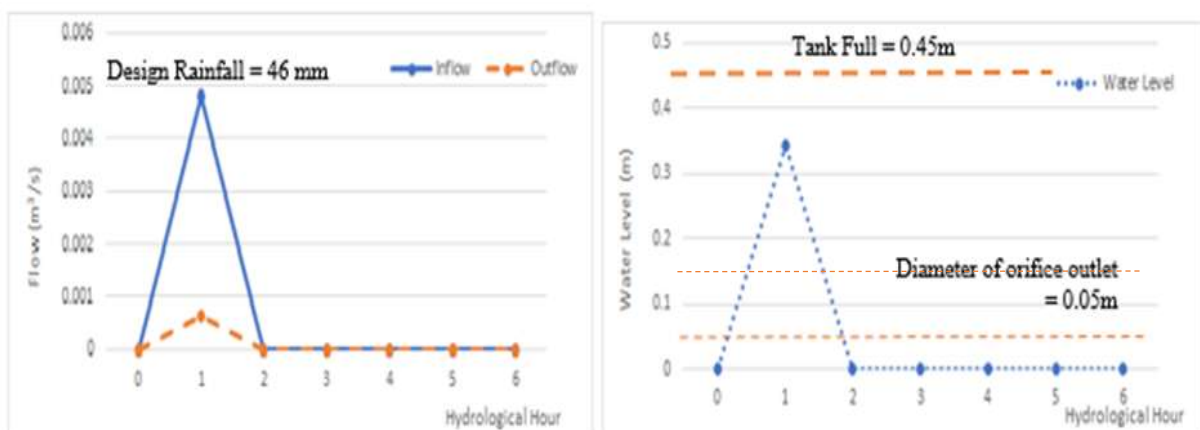 0.006
Design Rainfall = 46 mm
Inflow
Outflow
0.005
0.004
0.003
0.002
0.001
0
Flow (m³/s)
0 1 2 3 4 5 6
Hydrological Hour
0.5
Tank Full = 0.45m
Water Level
0.4
0.3
0.2
Diameter of orifice outlet
= 0.05m
0.1
0
Water Level (m)
0 1 2 3 4 5 6
Hydrological Hour